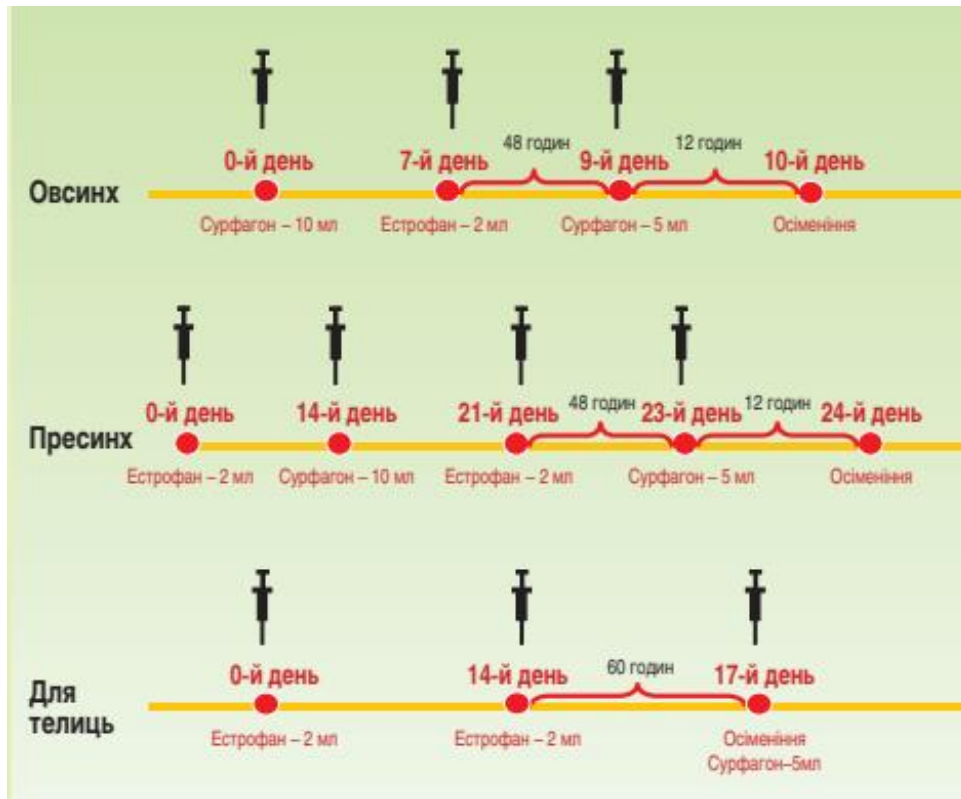 48 годин
12 годин
0-й день
7-й день
9-й день
10-й день
Овсинх
Сурфагон – 10 мл
Естрофан – 2 мл
Сурфагон – 5 мл
Осіменіння
48 годин
12 годин
0-й день
14-й день
21-й день
23-й день
24-й день
Пресинх
Естрофан – 2 мл
Сурфагон – 10 мл
Естрофан – 2 мл
Сурфагон – 5 мл
Осіменіння
60 годин
0-й день
14-й день
17-й день
Для
телиць
Естрофан – 2 мл
Естрофан – 2 мл
Осіменіння
Сурфагон–5мл